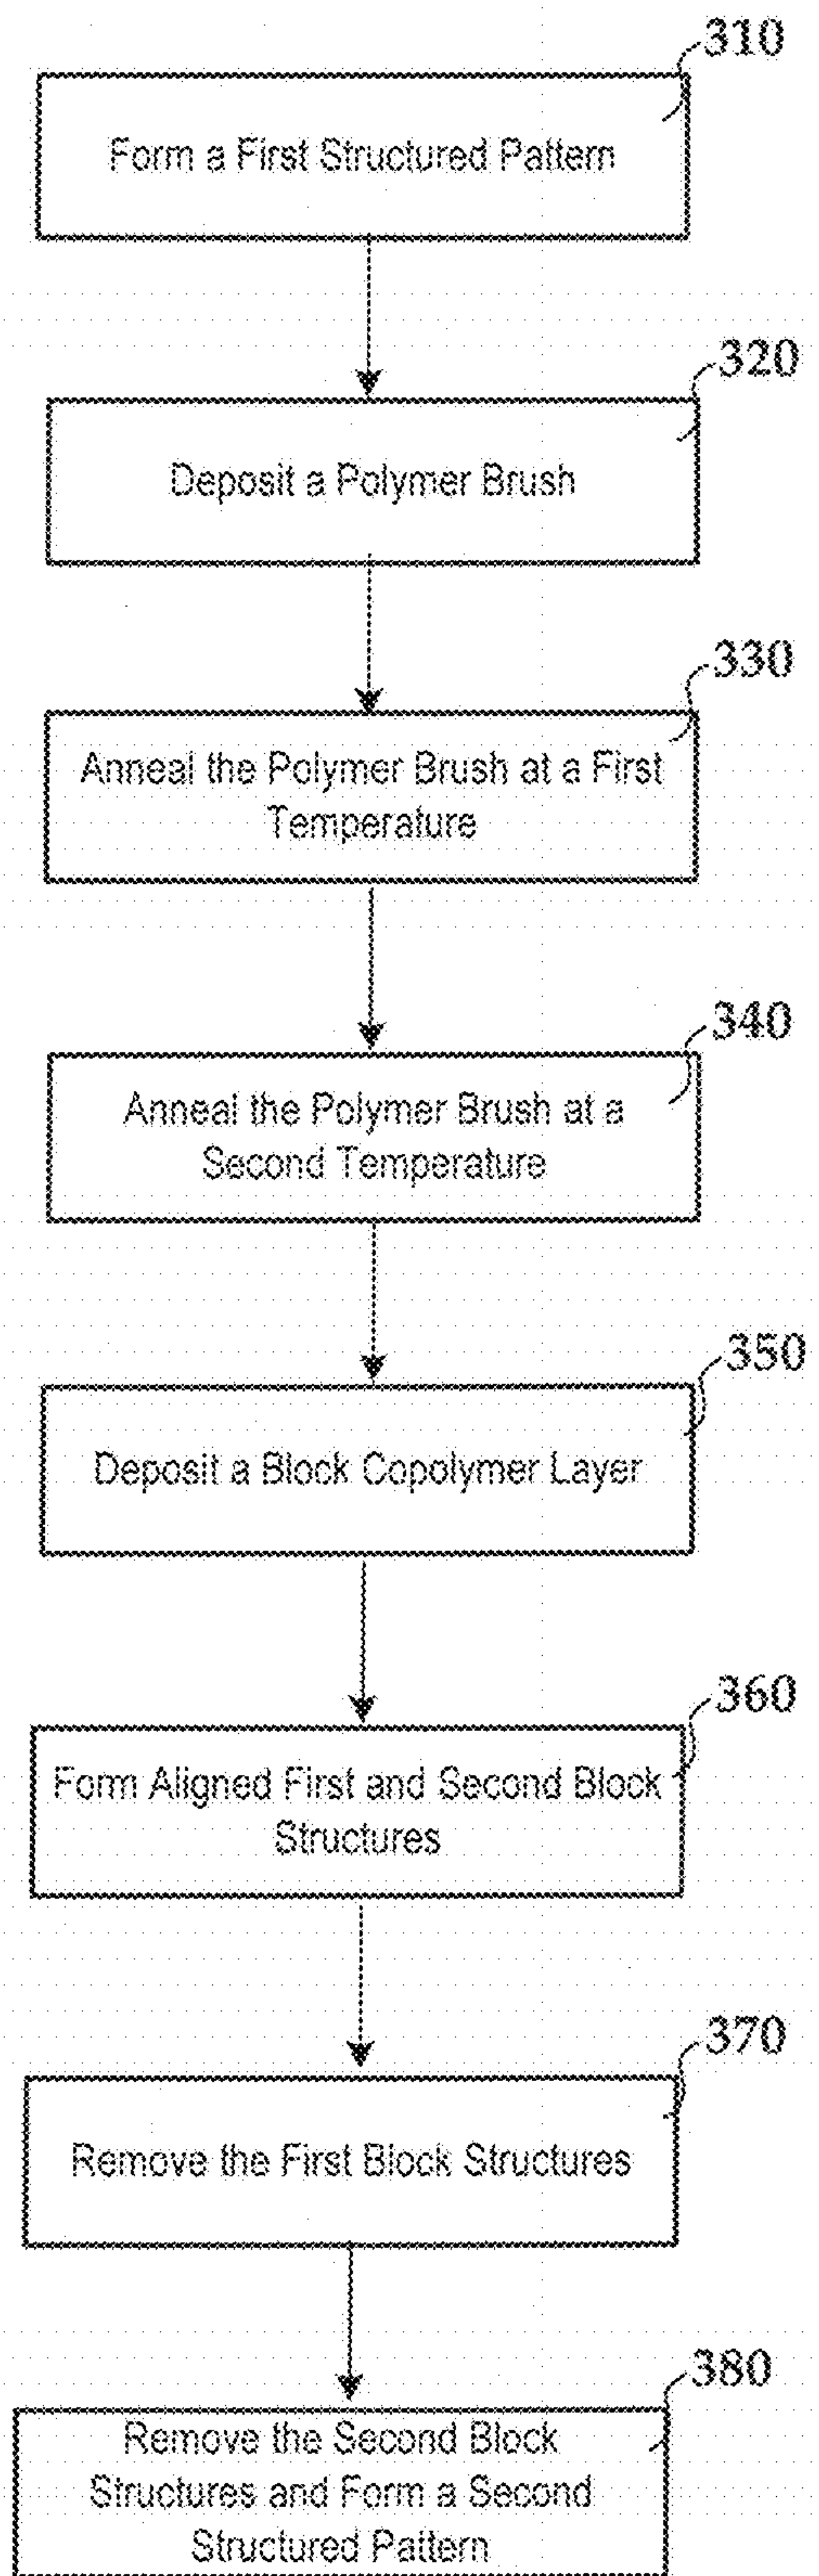 310
Form a First Structured Pattern
320
Deposit a Polymer Brush
330
Anneal the Polymer Brush at a First
Temperature
340
Anneal the Polymer Brush at a
Second Temperature
350
Deposit a Block Copolymer Layer
360
Form Aligned First and Second Block
Structures
370
Remove the First Block Structures
380
Remove the Second Block
Structures and Form a Second
Structured Pattern